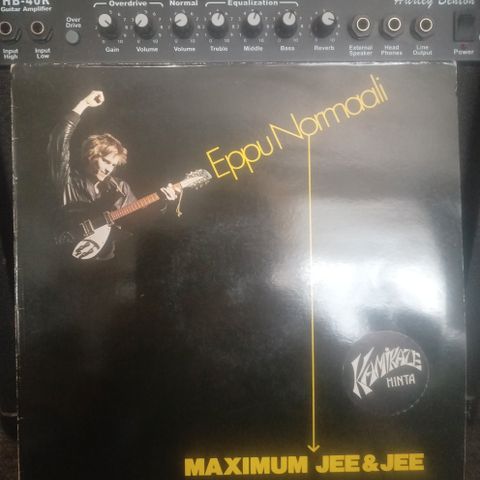 HB-40R
Guitar Amplifier
Overdrive
Normal
Equalization
Harley Benton
Input
High
Input
Low
Over
Drive
Gain
Volume
Volume
Treble
Middle
Bass
Reverb
External
Speaker
Head
Phones
Line
Output
Power
Eppu Normaali
KAMIKAZE
HINTA
MAXIMUM JEE&JEE